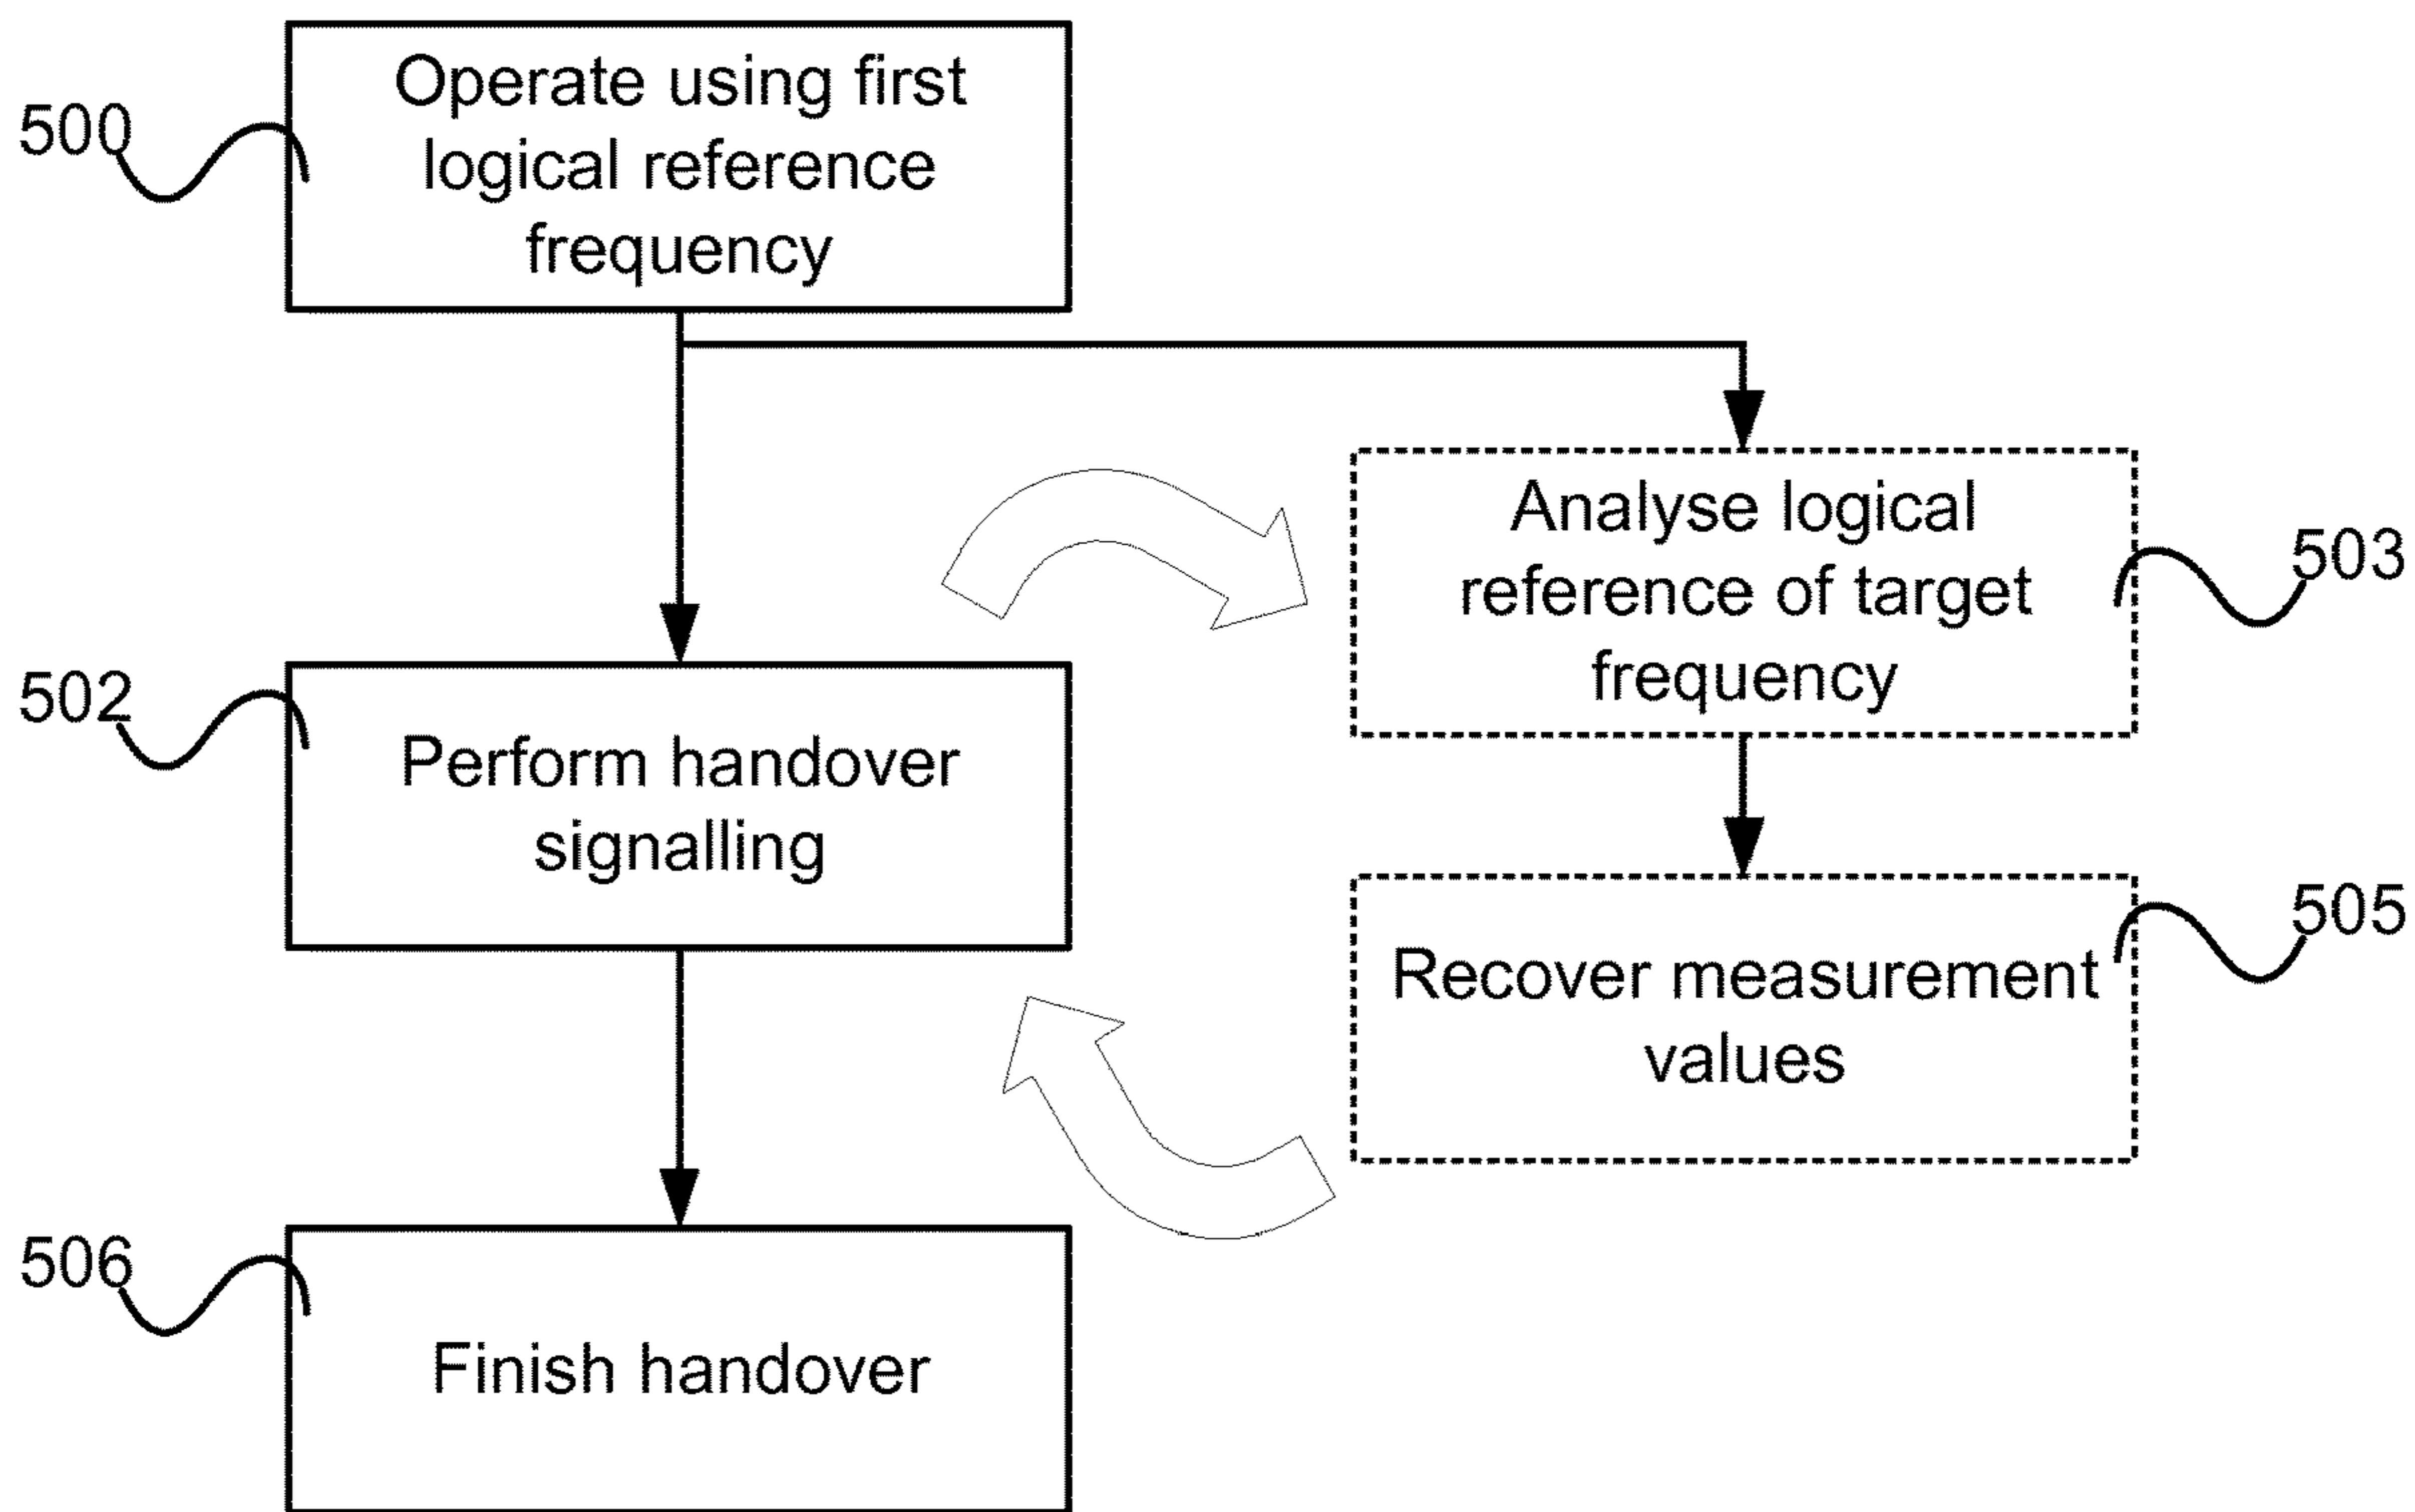 500
Operate using first
logical reference
frequency
Analyse logical
reference of target
frequency
503
502
Perform handover
signalling
Recover measurement
values
505
506
Finish handover